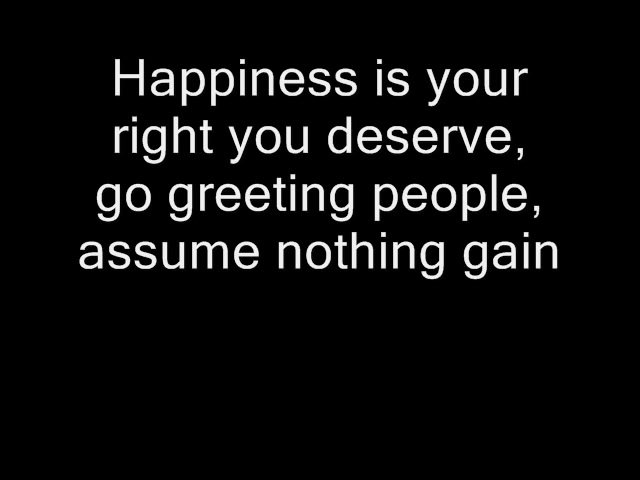 Happiness is your
right you deserve,
go greeting people,
assume nothing gain